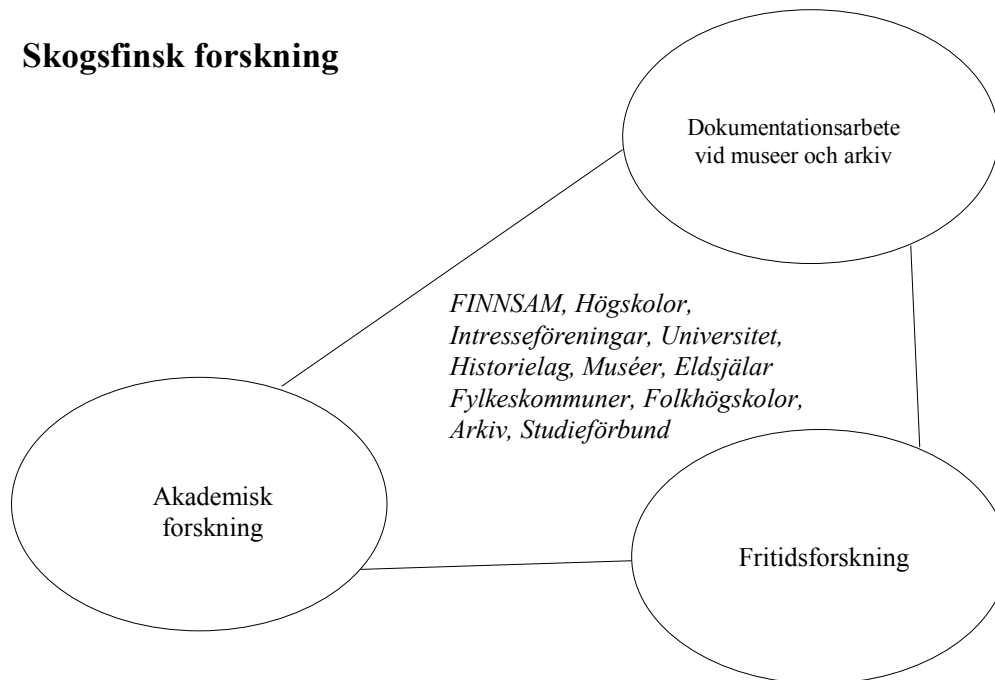 Skogsfinsk forskning
Dokumentationsarbete
vid museer och arkiv
FINNSAM, Högskolor,
Intresseföreningar, Universitet,
Historielag, Muséer, Eldsjälar
Fylkeskommuner, Folkhögskolor,
Arkiv, Studieförbund
Akademisk
forskning
Fritidsforskning